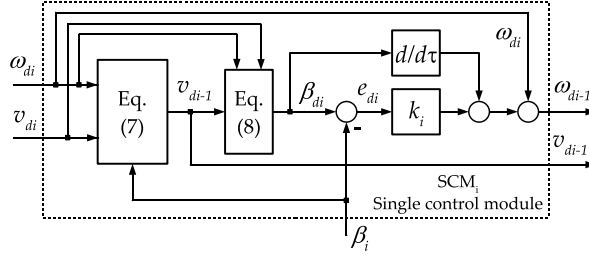 ω_di
d/dτ
ω_di
v_di-1
β_di
e_di
ω_di-1
Eq.
(7)
Eq.
(8)
k_i
v_di
-
v_di-1
SCM_i
Single control module
β_i